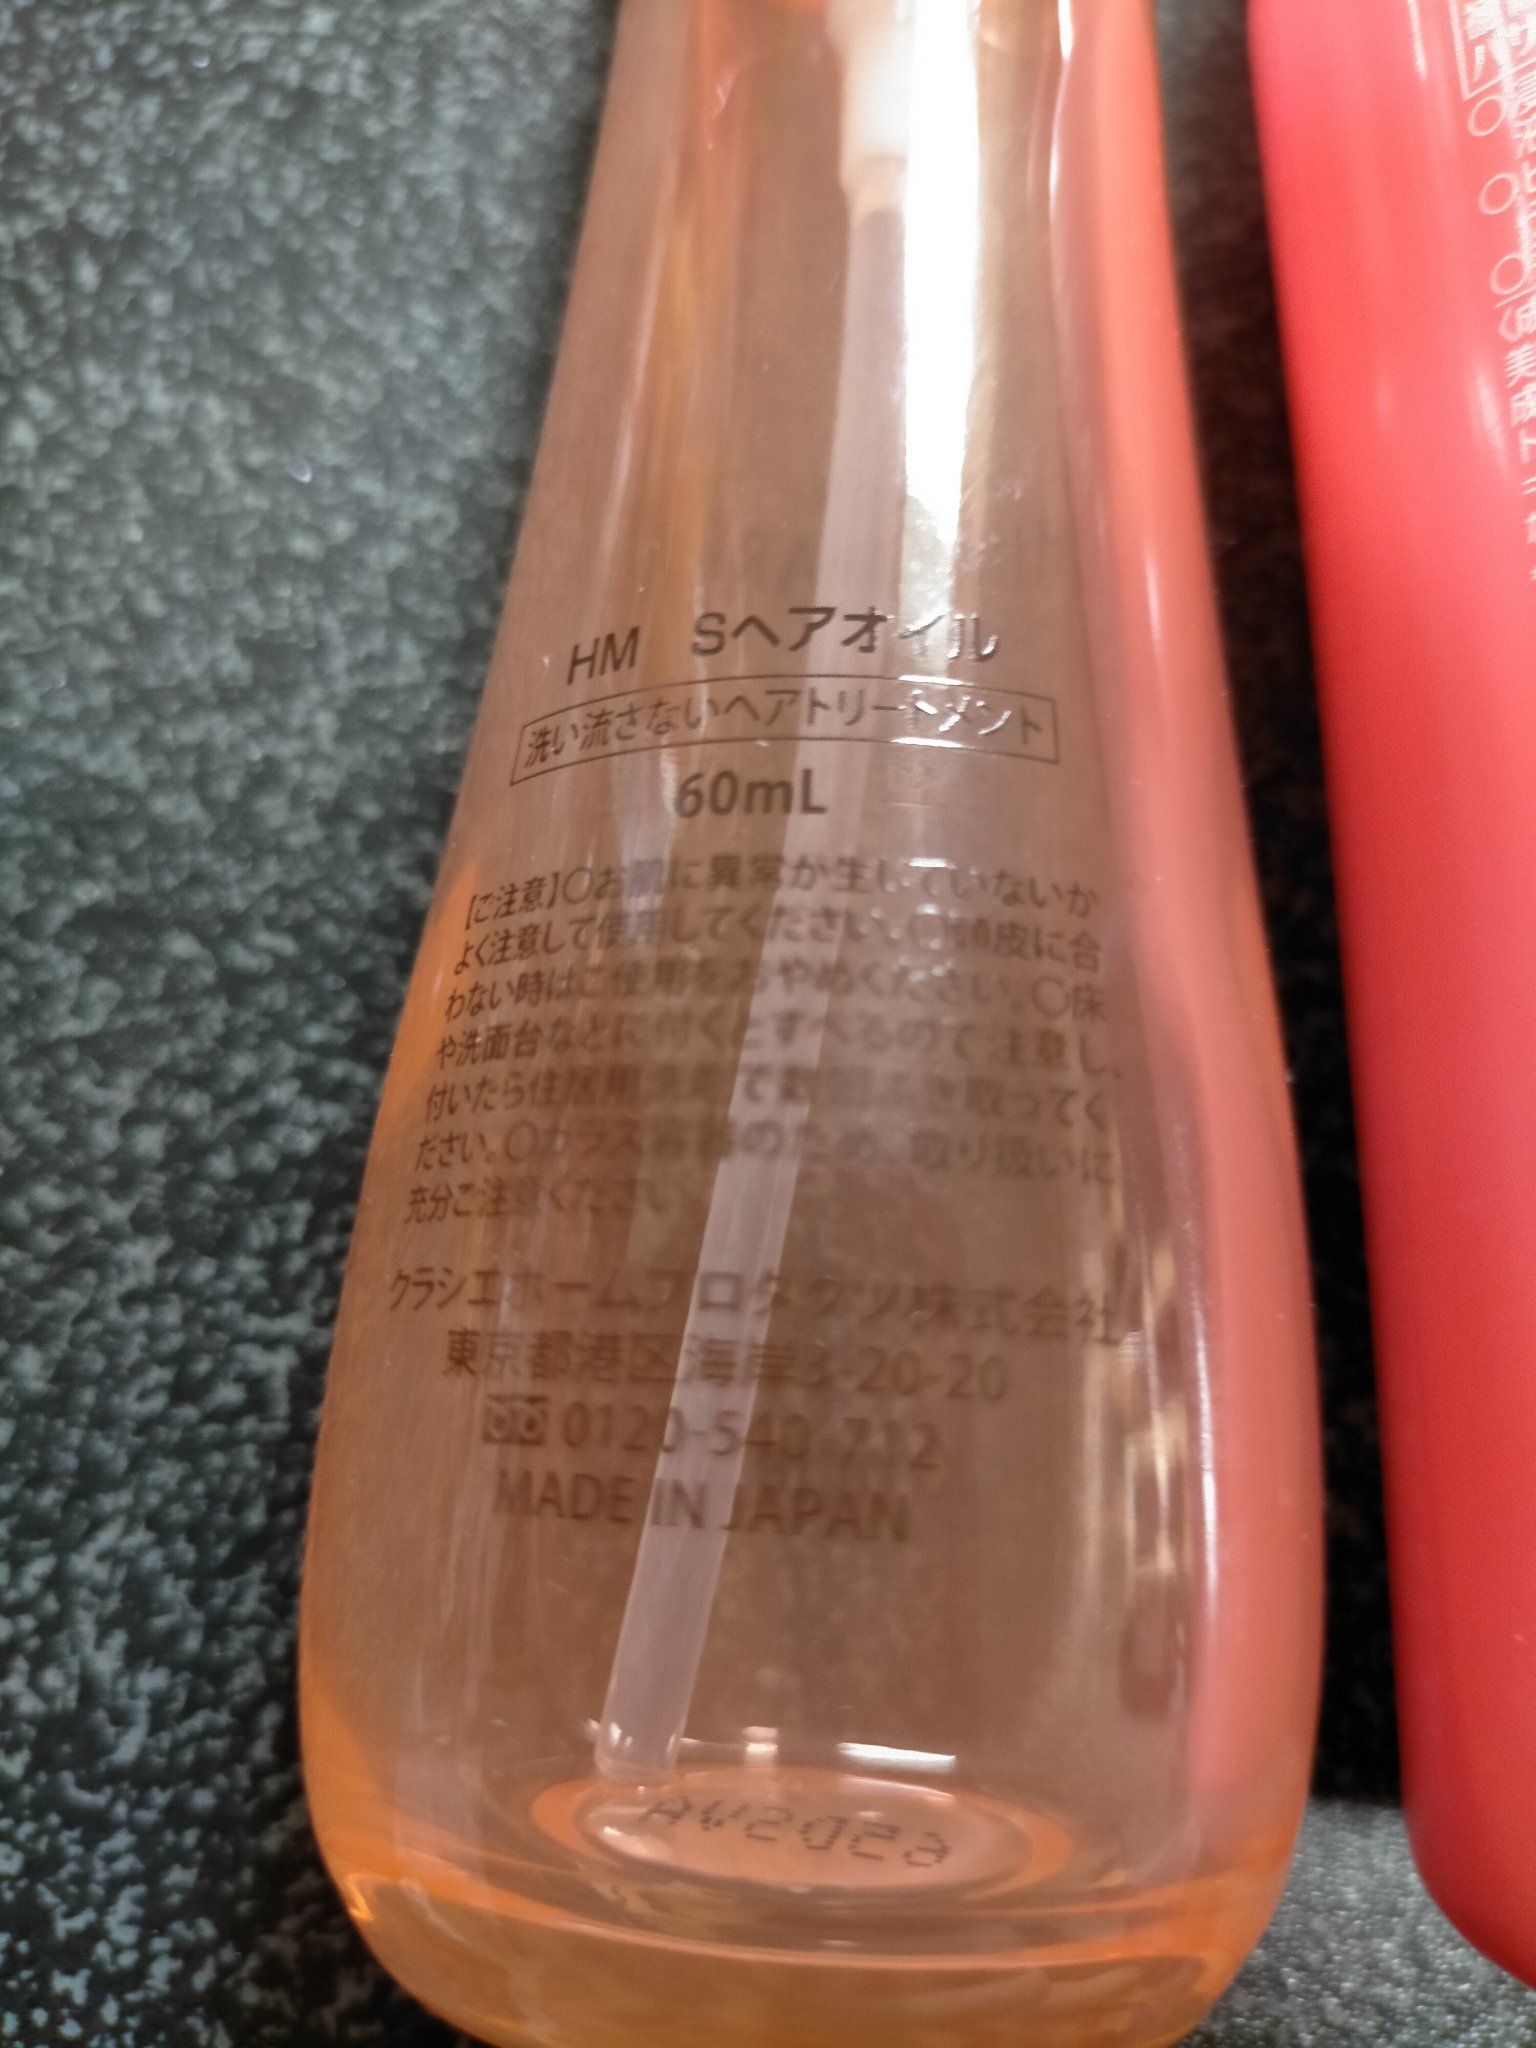 HM Sヘアオイル
洗い流さないヘアトリートメント
60mL
【ご注意】○お肌に異常が生じていないか
よく注意して使用してください。○頭皮に合
わない時はご使用をおやめください。○床
や洗面台などに付くとすべるので注意し、
付いたら住居用洗剤で素早くふき取ってく
ださい。○ガラス容器のため、取り扱いに
充分ご注意ください。
クラシエホームプロダクツ株式会社
東京都港区海岸3-20-20
0120-540-712
MADE IN JAPAN